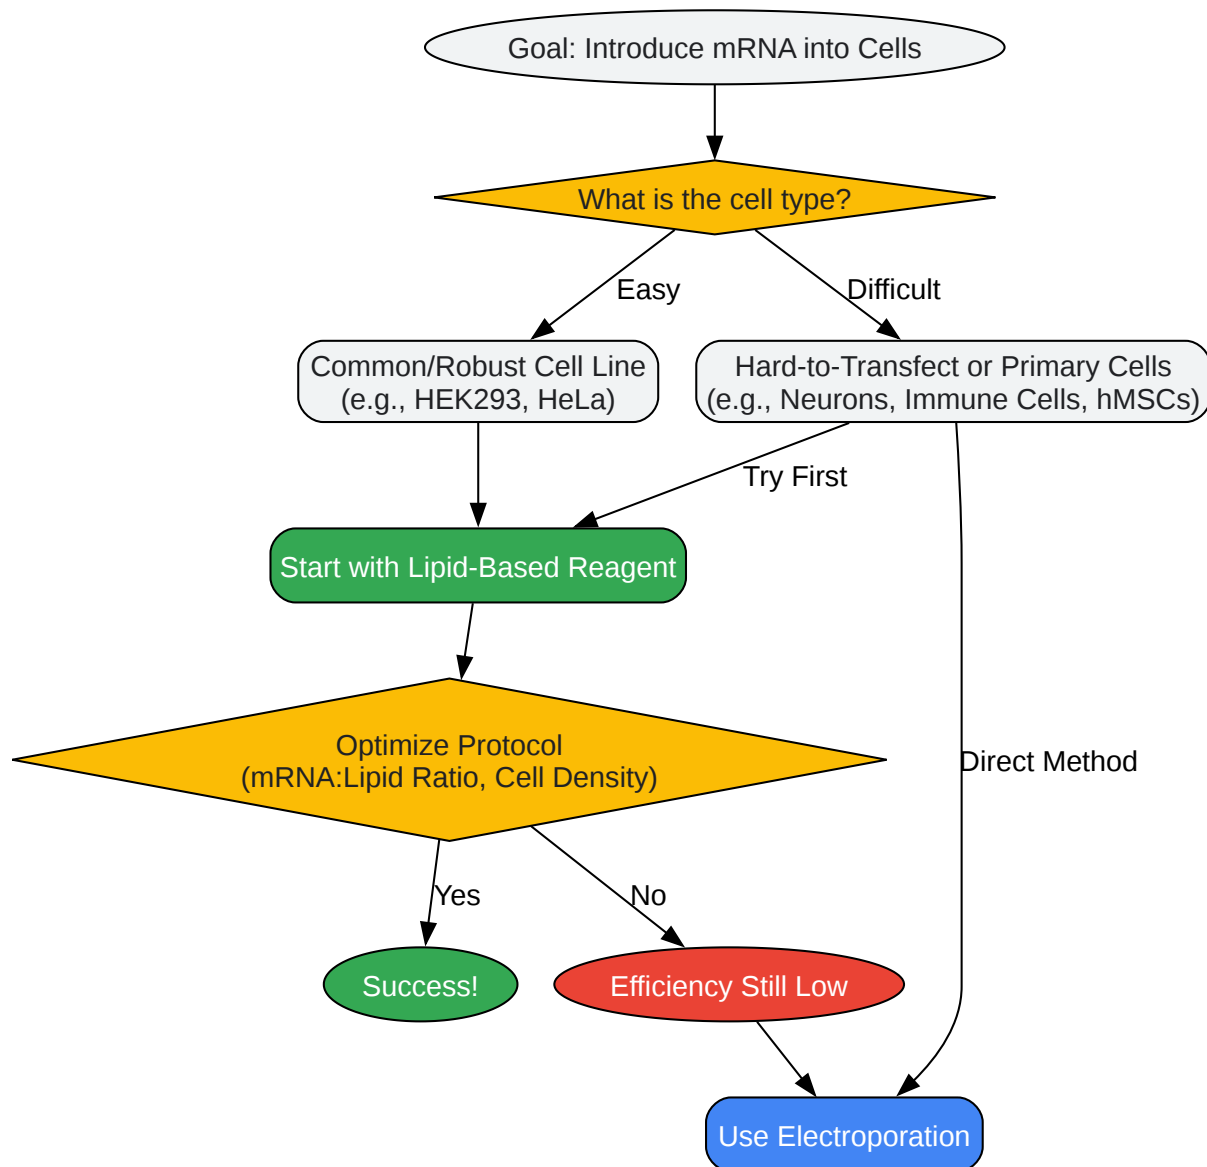 Goal: Introduce mRNA into Cells
What is the cell type?
Easy
Difficult
Common/Robust Cell Line
(e.g., HEK293, HeLa)
Hard-to-Transfect or Primary Cells
(e.g., Neurons, Immune Cells, hMSCs)
Try First
Start with Lipid-Based Reagent
Optimize Protocol
(mRNA:Lipid Ratio, Cell Density)
Direct Method
Yes
No
Success!
Efficiency Still Low
Use Electroporation